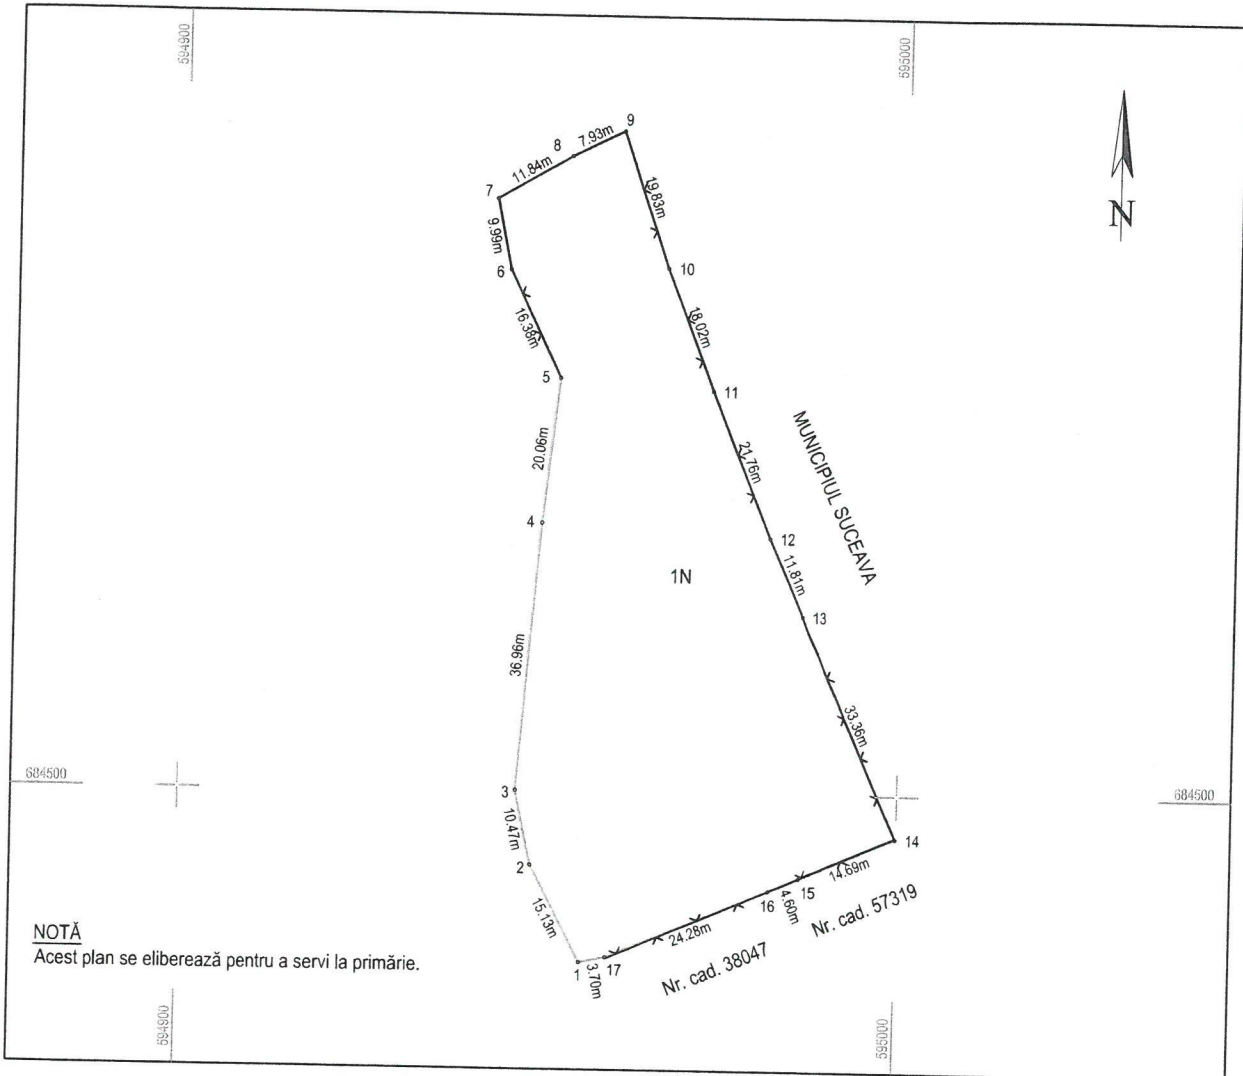 594900
595000
9
8
7.93m
11.84m
7
19.83m
N
9.99m
6
10
16.38m
18.02m
5
11
20.06m
21.76m
MUNICIPIUL SUCEAVA
4
12
1N
11.81m
13
36.96m
33.36m
684500
684500
3
10.47m
14
2
14.69m
15
16
4.60m
Nr. cad. 57319
15.13m
24.28m
NOTĂ
Acest plan se eliberează pentru a servi la primărie.
1
17
3.70m
Nr. cad. 38047
594900
595000